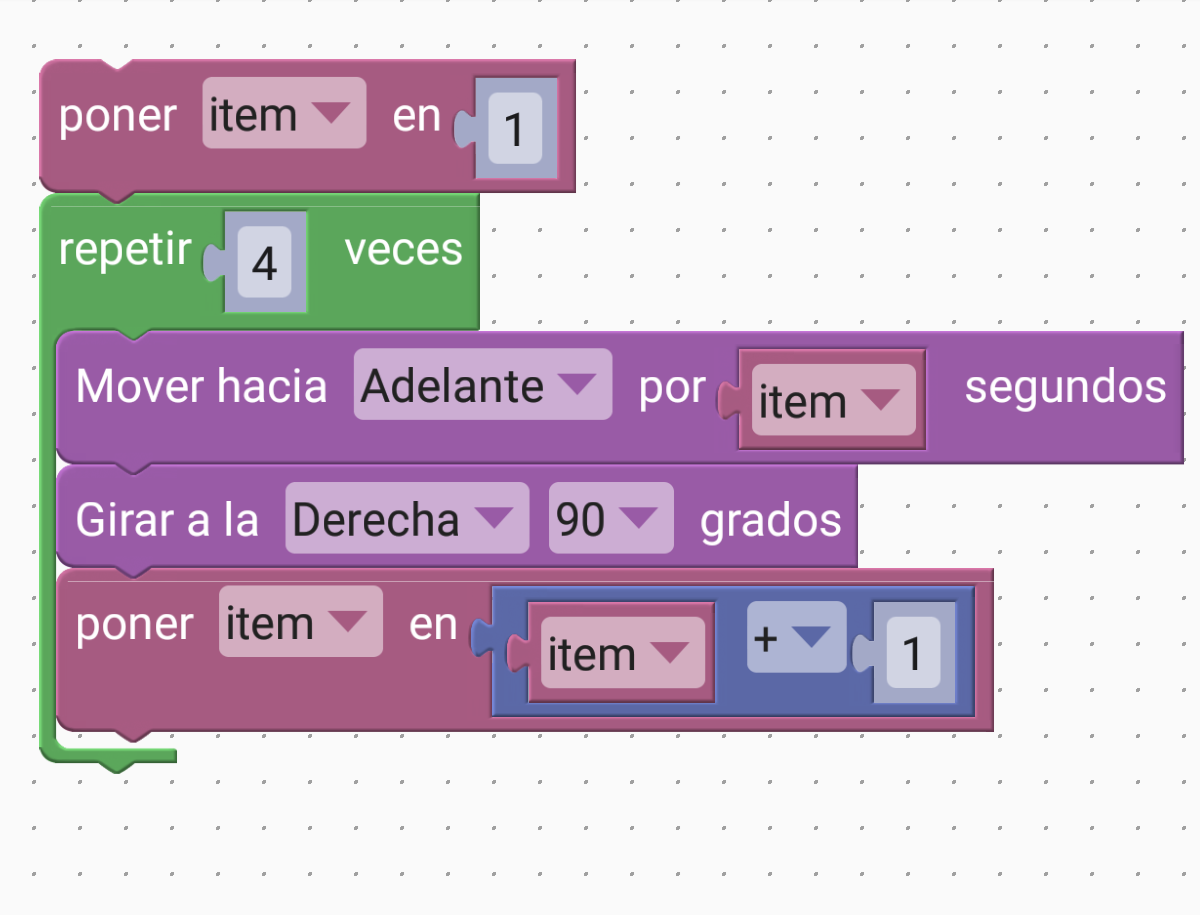 poner item en 1
repetir 4 veces
Mover hacia Adelante por item segundos
Girar a la Derecha 90 grados
poner item en item + 1